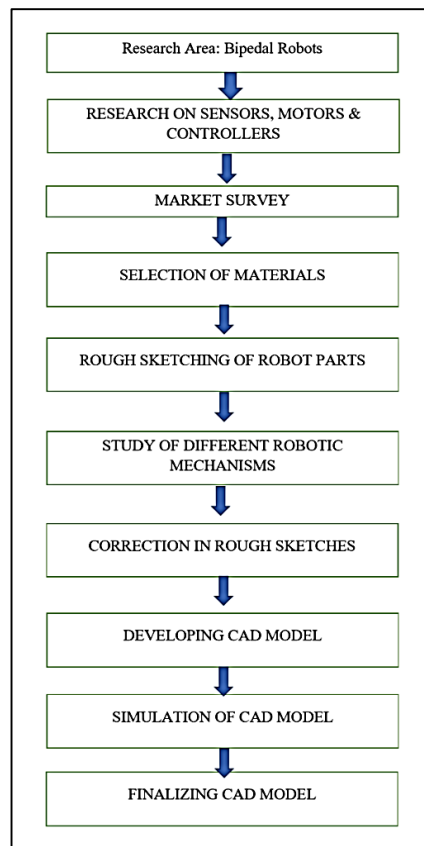 Research Area: Bipedal Robots
RESEARCH ON SENSORS, MOTORS &
CONTROLLERS
MARKET SURVEY
SELECTION OF MATERIALS
ROUGH SKETCHING OF ROBOT PARTS
STUDY OF DIFFERENT ROBOTIC
MECHANISMS
CORRECTION IN ROUGH SKETCHES
DEVELOPING CAD MODEL
SIMULATION OF CAD MODEL
FINALIZING CAD MODEL